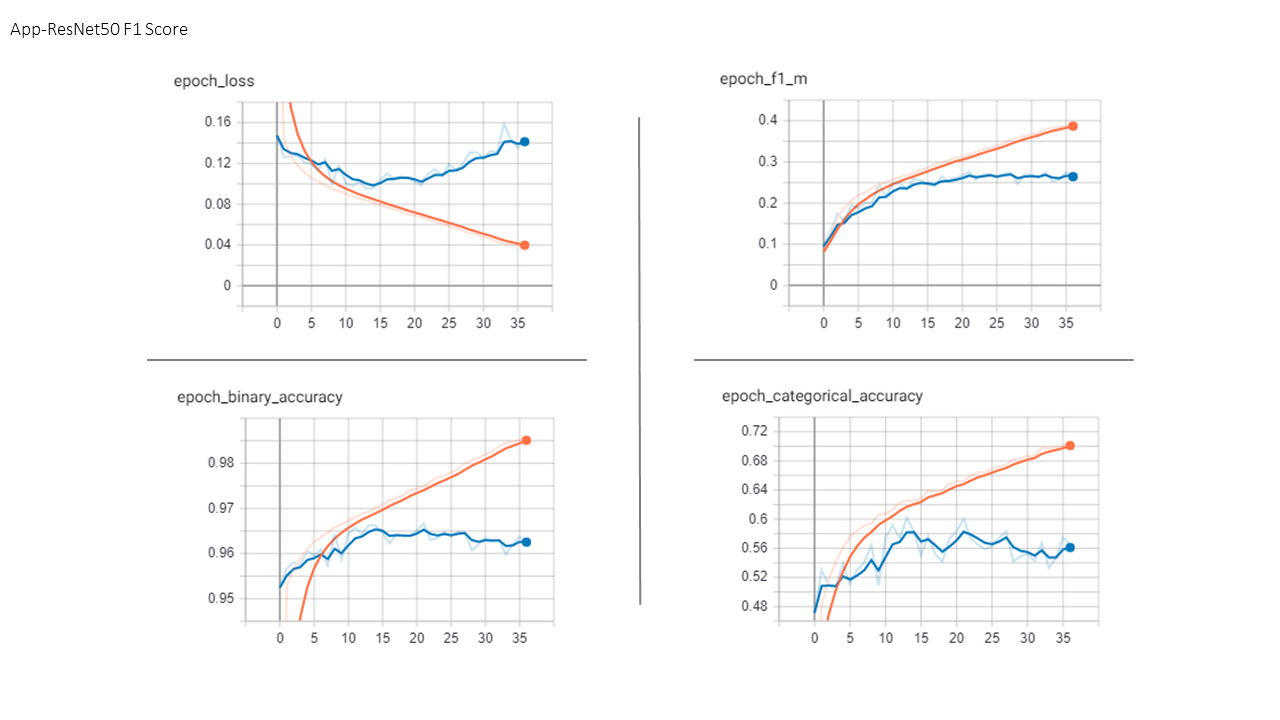 App-ResNet50 F1 Score
epoch_loss
0.16
0.12
0.08
0.04
0
0 5 10 15 20 25 30 35
epoch_f1_m
0.4
0.3
0.2
0.1
0
0 5 10 15 20 25 30 35
epoch_binary_accuracy
0.98
0.97
0.96
0.95
0 5 10 15 20 25 30 35
epoch_categorical_accuracy
0.72
0.68
0.64
0.6
0.56
0.52
0.48
0 5 10 15 20 25 30 35